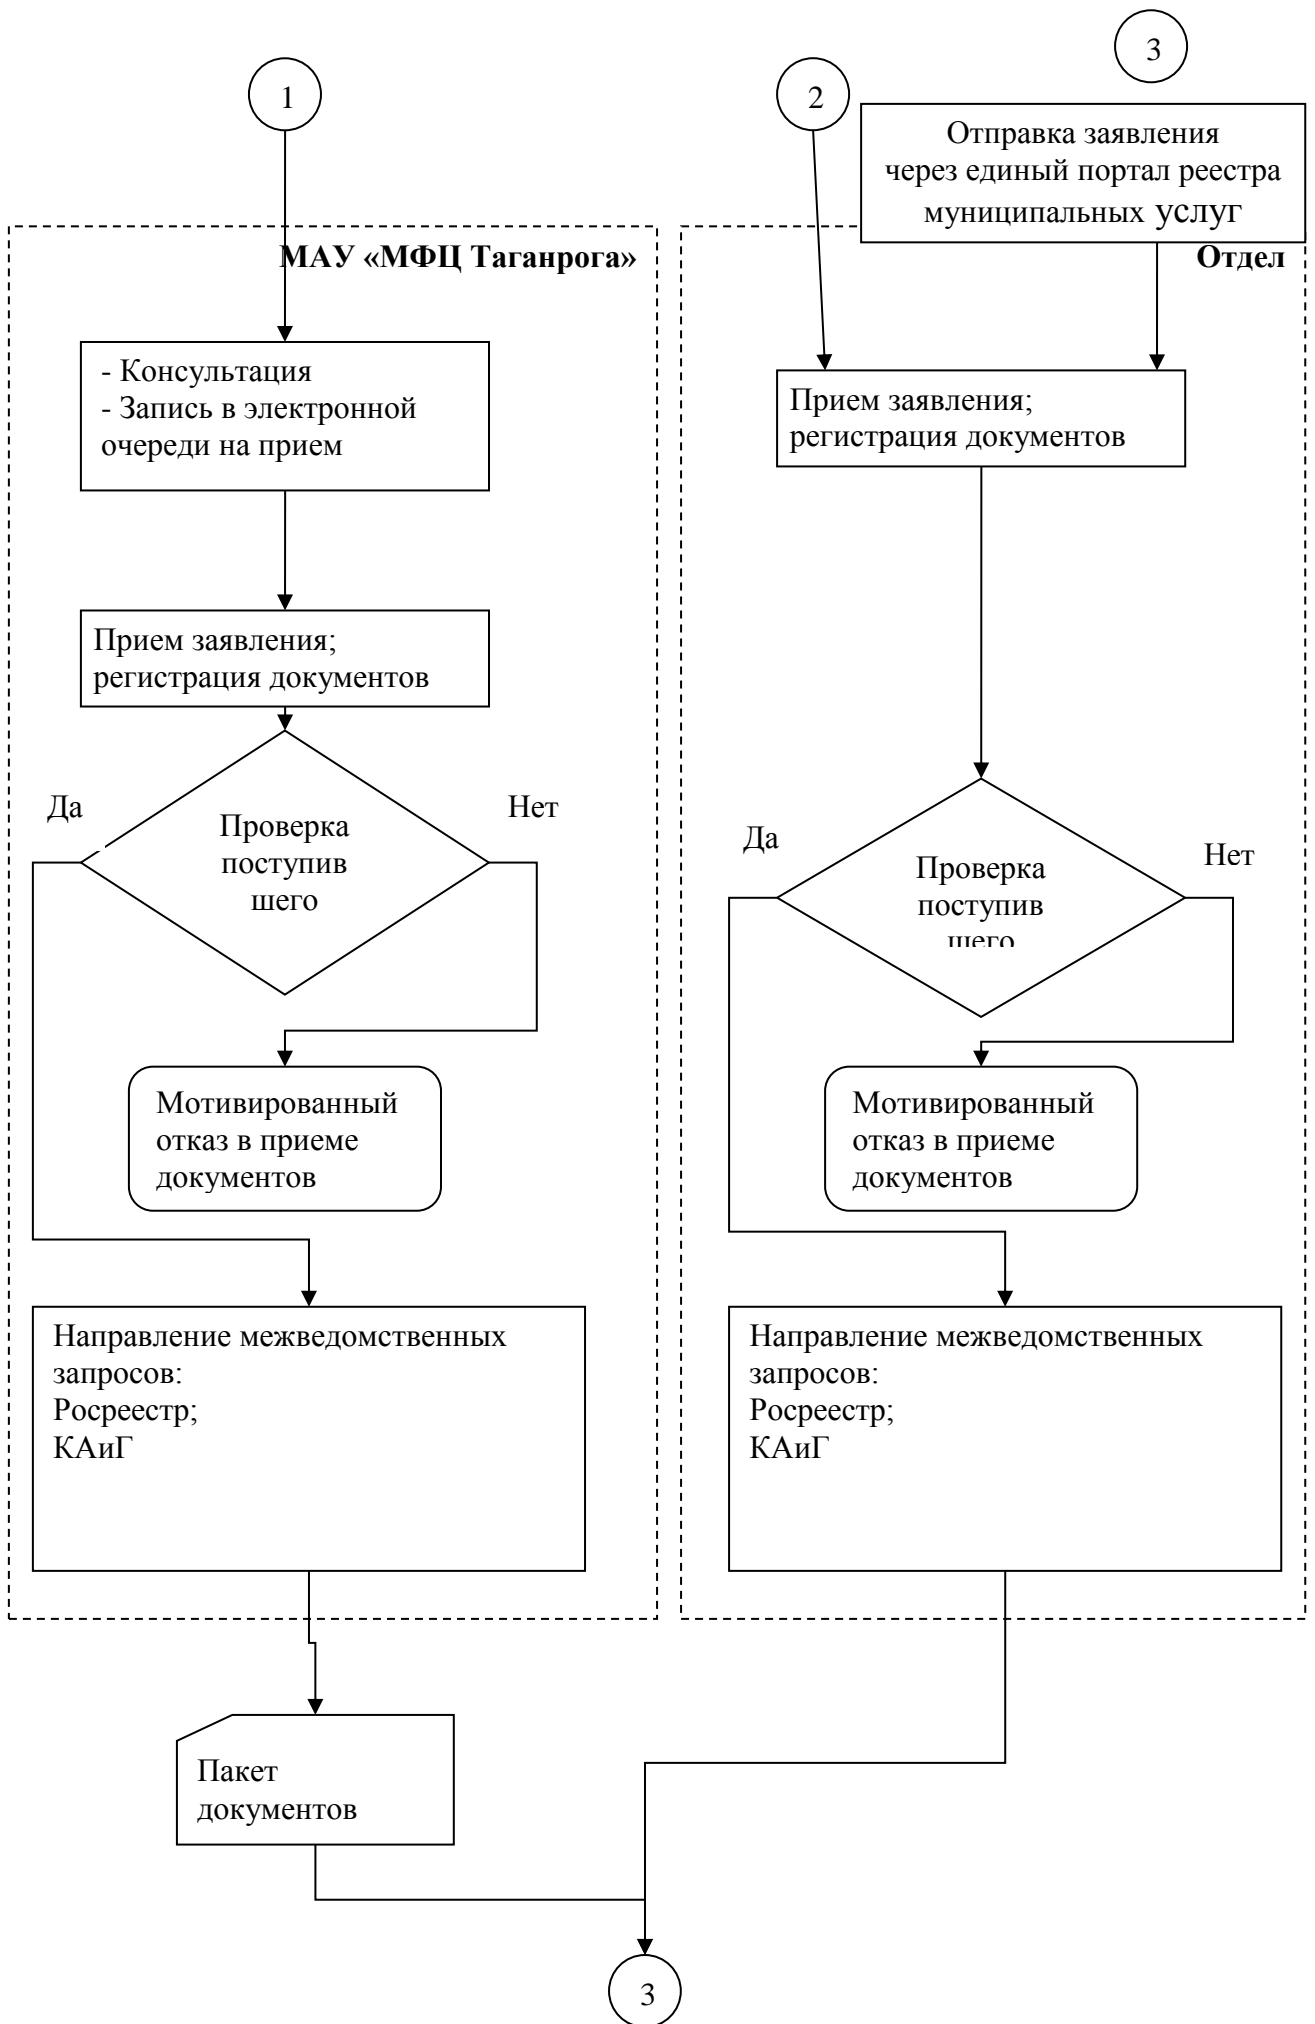 3
1
2
Отправка заявления
через единый портал реестра
муниципальных услуг
МАУ «МФЦ Таганрога»
Отдел
- Консультация
- Запись в электронной
очереди на прием
Прием заявления;
регистрация документов
Прием заявления;
регистрация документов
Да
Нет
Проверка
поступив
шего
Да
Нет
Проверка
поступив
шего
Мотивированный
отказ в приеме
документов
Мотивированный
отказ в приеме
документов
Направление межведомственных
запросов:
Росреестр;
КАиГ
Направление межведомственных
запросов:
Росреестр;
КАиГ
Пакет
документов
3